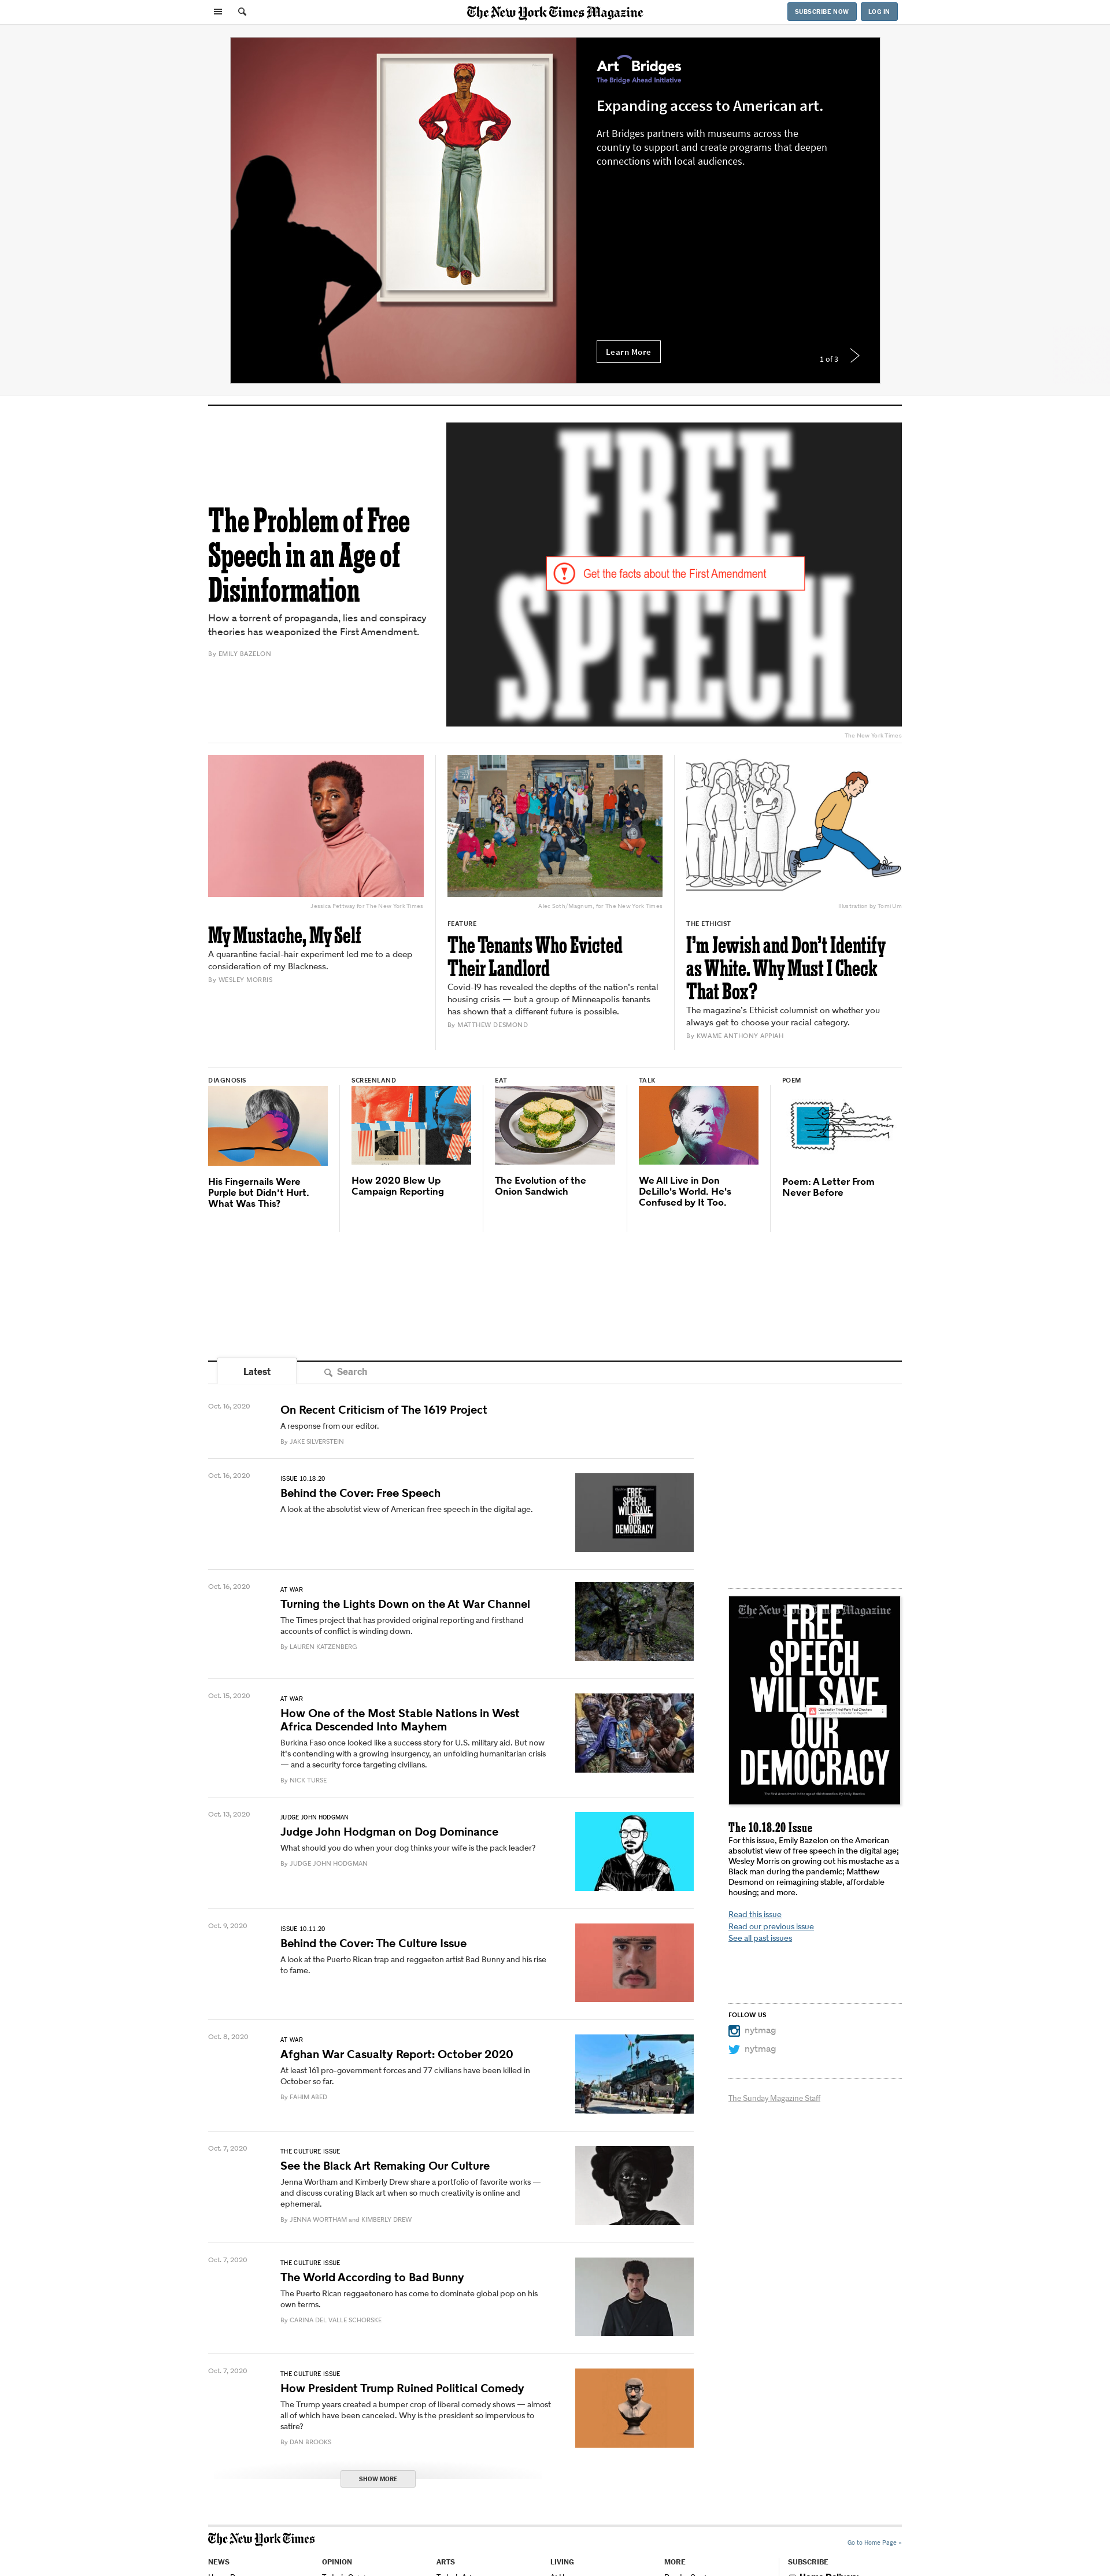 The New York Times Magazine
SUBSCRIBE NOW
LOG IN
Art Bridges
The Bridge Ahead Initiative
Expanding access to American art.
Art Bridges partners with museums across the
country to support and create programs that deepen
connections with local audiences.
Learn More
1 of 3
The Problem of Free
Speech in an Age of
Disinformation
How a torrent of propaganda, lies and conspiracy
theories has weaponized the First Amendment.
By EMILY BAZELON
FREE
Get the facts about the First Amendment
SPEECH
The New York Times
Jessica Pettway for The New York Times
My Mustache, My Self
A quarantine facial-hair experiment led me to a deep
consideration of my Blackness.
By WESLEY MORRIS
Alec Soth/Magnum, for The New York Times
FEATURE
The Tenants Who Evicted
Their Landlord
Covid-19 has revealed the depths of the nation's rental
housing crisis — but a group of Minneapolis tenants
has shown that a different future is possible.
By MATTHEW DESMOND
Illustration by Tomi Um
THE ETHICIST
I'm Jewish and Don't Identify
as White. Why Must I Check
That Box?
The magazine's Ethicist columnist on whether you
always get to choose your racial category.
By KWAME ANTHONY APPIAH
DIAGNOSIS
His Fingernails Were
Purple but Didn't Hurt.
What Was This?
SCREENLAND
How 2020 Blew Up
Campaign Reporting
EAT
The Evolution of the
Onion Sandwich
TALK
We All Live in Don
DeLillo's World. He's
Confused by It Too.
POEM
Poem: A Letter From
Never Before
Latest
Search
Oct. 16, 2020
On Recent Criticism of The 1619 Project
A response from our editor.
By JAKE SILVERSTEIN
Oct. 16, 2020
ISSUE 10.18.20
Behind the Cover: Free Speech
A look at the absolutist view of American free speech in the digital age.
FREE
SPEECH
WILL SAVE
OUR
DEMOCRACY
Oct. 16, 2020
AT WAR
Turning the Lights Down on the At War Channel
The Times project that has provided original reporting and firsthand
accounts of conflict is winding down.
By LAUREN KATZENBERG
Oct. 15, 2020
AT WAR
How One of the Most Stable Nations in West
Africa Descended Into Mayhem
Burkina Faso once looked like a success story for U.S. military aid. But now
it's contending with a growing insurgency, an unfolding humanitarian crisis
— and a security force targeting civilians.
By NICK TURSE
Oct. 13, 2020
JUDGE JOHN HODGMAN
Judge John Hodgman on Dog Dominance
What should you do when your dog thinks your wife is the pack leader?
By JUDGE JOHN HODGMAN
Oct. 9, 2020
ISSUE 10.11.20
Behind the Cover: The Culture Issue
A look at the Puerto Rican trap and reggaeton artist Bad Bunny and his rise
to fame.
Oct. 8, 2020
AT WAR
Afghan War Casualty Report: October 2020
At least 161 pro-government forces and 77 civilians have been killed in
October so far.
By FAHIM ABED
Oct. 7, 2020
THE CULTURE ISSUE
See the Black Art Remaking Our Culture
Jenna Wortham and Kimberly Drew share a portfolio of favorite works —
and discuss curating Black art when so much creativity is online and
ephemeral.
By JENNA WORTHAM and KIMBERLY DREW
Oct. 7, 2020
THE CULTURE ISSUE
The World According to Bad Bunny
The Puerto Rican reggaetonero has come to dominate global pop on his
own terms.
By CARINA DEL VALLE SCHORSKE
Oct. 7, 2020
THE CULTURE ISSUE
How President Trump Ruined Political Comedy
The Trump years created a bumper crop of liberal comedy shows — almost
all of which have been canceled. Why is the president so impervious to
satire?
By DAN BROOKS
SHOW MORE
The New York Times Magazine
FREE
SPEECH
WILL SAVE
OUR
DEMOCRACY
The 10.18.20 Issue
For this issue, Emily Bazelon on the American
absolutist view of free speech in the digital age;
Wesley Morris on growing out his mustache as a
Black man during the pandemic; Matthew
Desmond on reimagining stable, affordable
housing; and more.
Read this issue
Read our previous issue
See all past issues
FOLLOW US
nytmag
nytmag
The Sunday Magazine Staff
The New York Times
Go to Home Page »
NEWS
OPINION
ARTS
LIVING
MORE
SUBSCRIBE